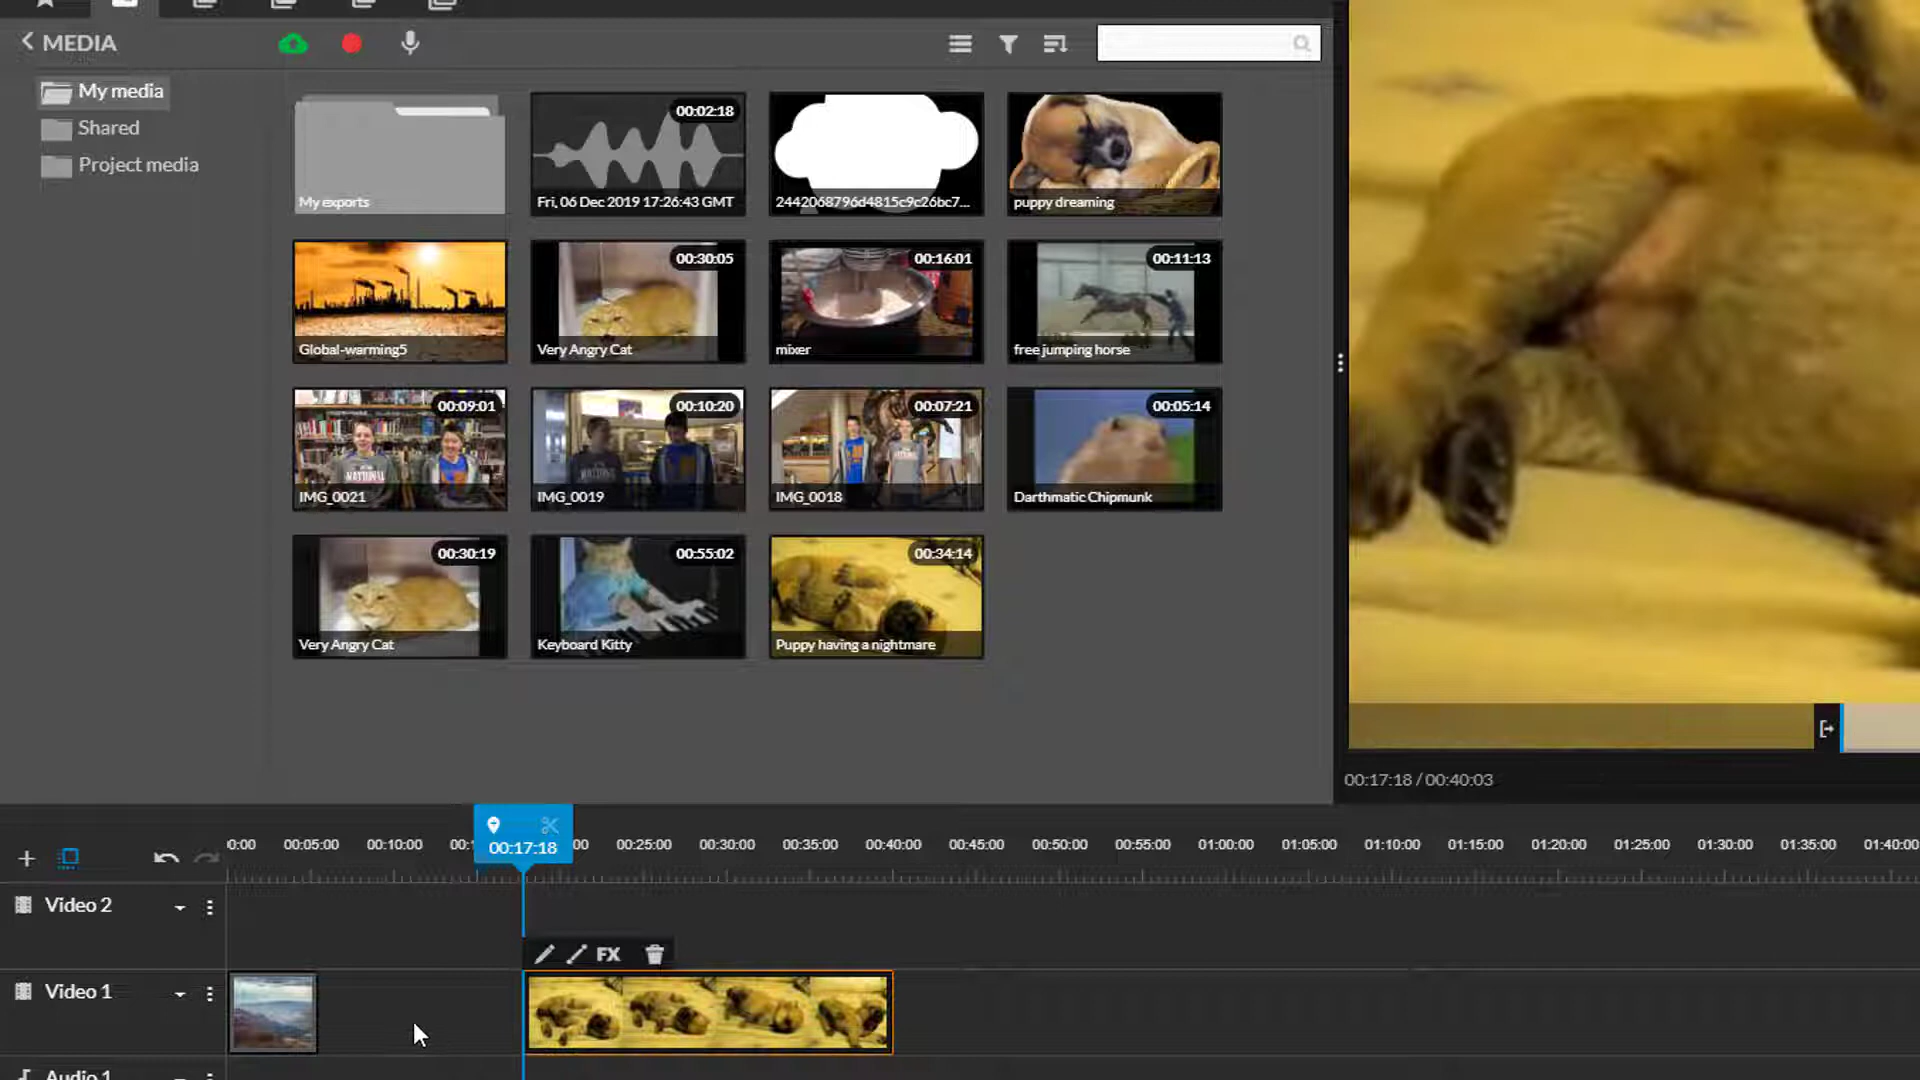 MEDIA
My media
Shared
Project media
My exports
00:02:18
Fri, 06 Dec 2019 17:26:43 GMT
2442068796d4815c9c26bc7...
puppy dreaming
Global-warming5
00:30:05
Very Angry Cat
00:16:01
mixer
00:11:13
free jumping horse
00:09:01
NATIONAL
IMG_0021
00:10:20
NATIONAL
IMG_0019
00:07:21
NATIONAL
IMG_0018
00:05:14
Darthmatic Chipmunk
00:30:19
Very Angry Cat
00:55:02
Keyboard Kitty
00:34:14
Puppy having a nightmare
00:17:18 / 00:40:03
0:00 00:05:00 00:10:00 00: 00:17:18 :00 00:25:00 00:30:00 00:35:00 00:40:00 00:45:00 00:50:00 00:55:00 01:00:00 01:05:00 01:10:00 01:15:00 01:20:00 01:25:00 01:30:00 01:35:00 01:40:00
Video 2
FX
Video 1
Audio 1